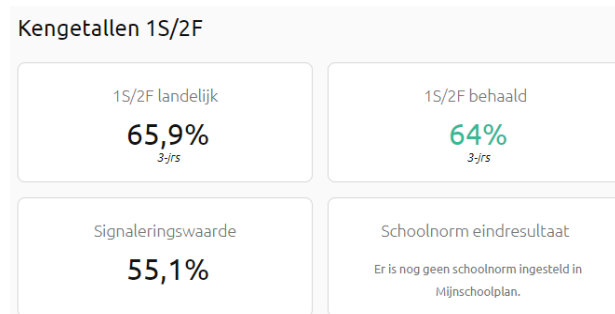 Kengetallen 1S/2F
1S/2F landelijk
65,9%
3-jrs
1S/2F behaald
64%
3-jrs
Signaleringswaarde
55,1%
Schoolnorm eindresultaat
Er is nog geen schoolnorm ingesteld in
Mijnschoolplan.